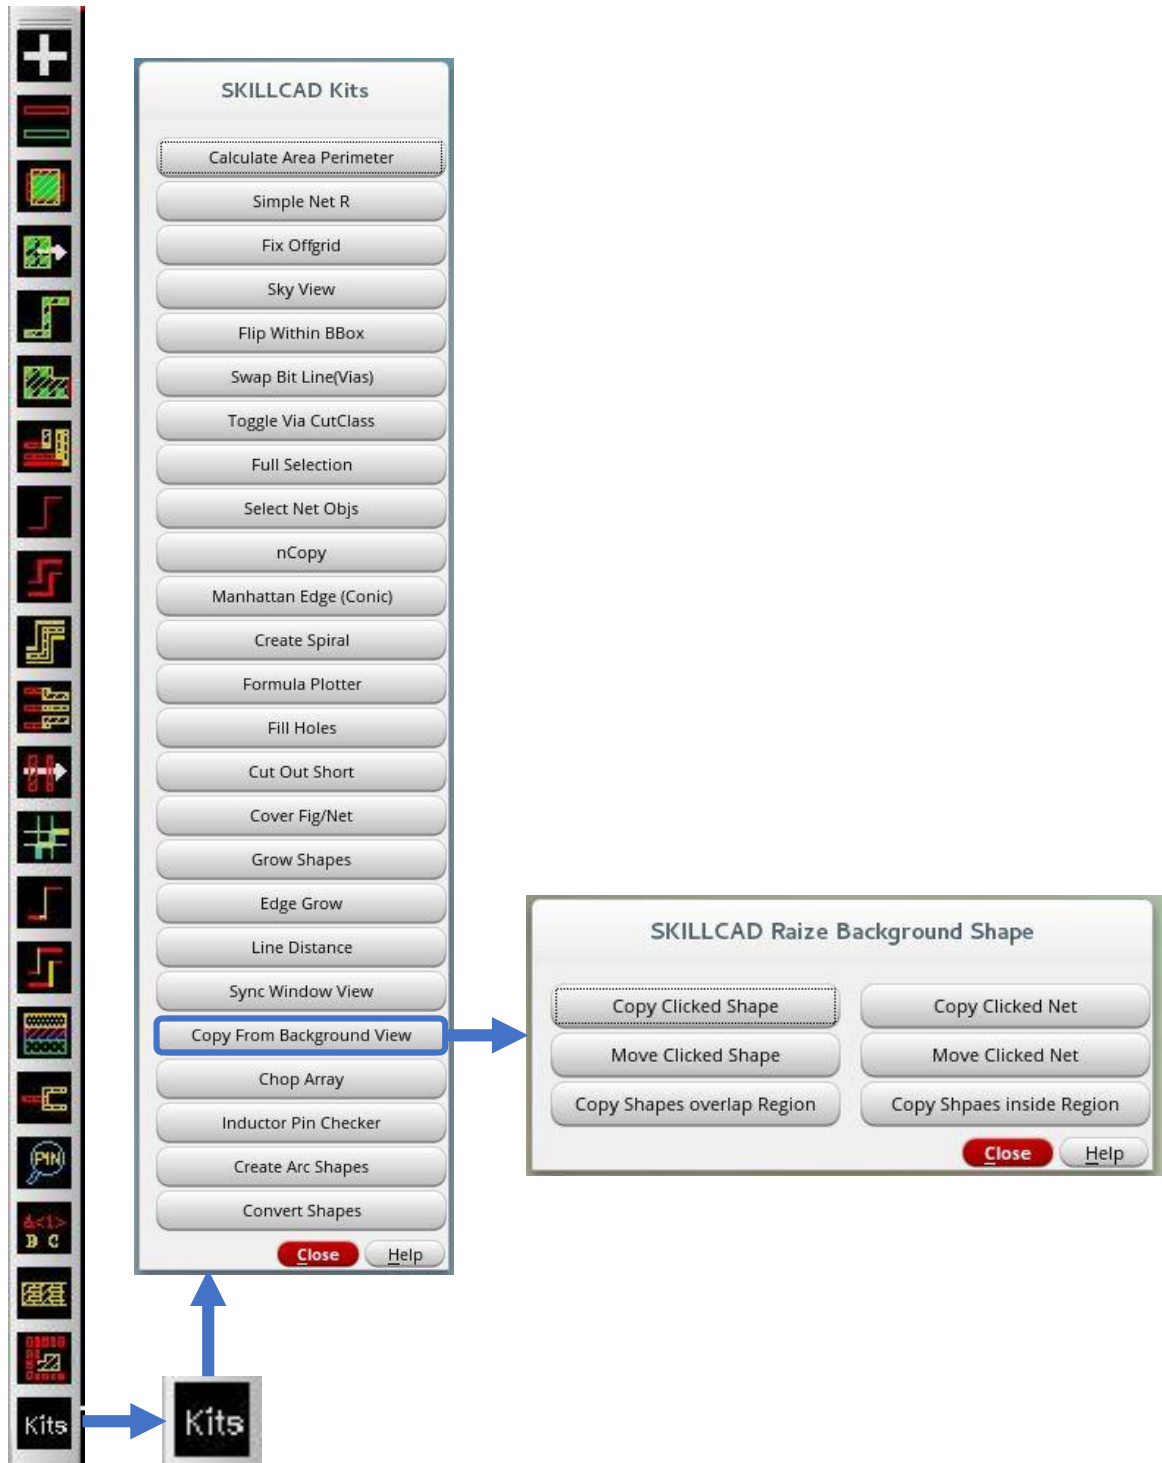 SKILLCAD Kits
Calculate Area Perimeter
Simple Net R
Fix Offgrid
Sky View
Flip Within BBox
Swap Bit Line(Vias)
Toggle Via CutClass
Full Selection
Select Net Objs
nCopy
Manhattan Edge (Conic)
Create Spiral
Formula Plotter
Fill Holes
Cut Out Short
Cover Fig/Net
Grow Shapes
Edge Grow
Line Distance
Sync Window View
Copy From Background View
Chop Array
Inductor Pin Checker
Create Arc Shapes
Convert Shapes
Close Help
SKILLCAD Raize Background Shape
Copy Clicked Shape Copy Clicked Net
Move Clicked Shape Move Clicked Net
Copy Shapes overlap Region Copy Shpaes inside Region
Close Help
PIN
&<1>
B C
Kits
Kits